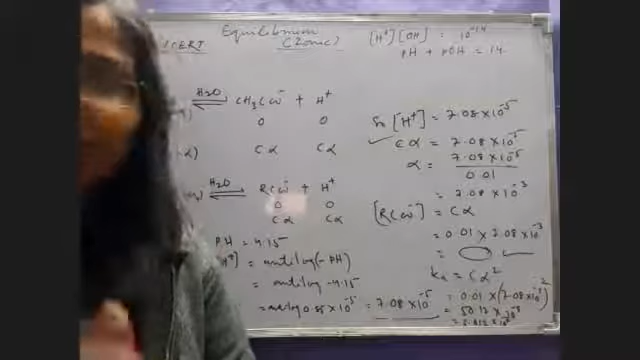 Equilibrium
NCERT (Ionic)
[H⁺][OH⁻] = 10⁻¹⁴
pH + pOH = 14
H₂O ⇌ CH₃COO⁻ + H⁺
0 0
Cα Cα
H₂O ⇌ RCOO⁻ + H⁺
0 0
Cα Cα
PH = 4.15
H⁺] = antilog(-PH)
= antilog -4.15
= antilog 0.85 × 10⁻⁵ = 7.08 × 10⁻⁵
So [H⁺] = 7.08 × 10⁻⁵
Cα = 7.08 × 10⁻⁵
α = 7.08 × 10⁻⁵
0.01
= 7.08 × 10⁻³
[RCOO⁻] = Cα
= 0.01 × 7.08 × 10⁻³
=
Ka = Cα²
= 0.01 × (7.08 × 10⁻³)²